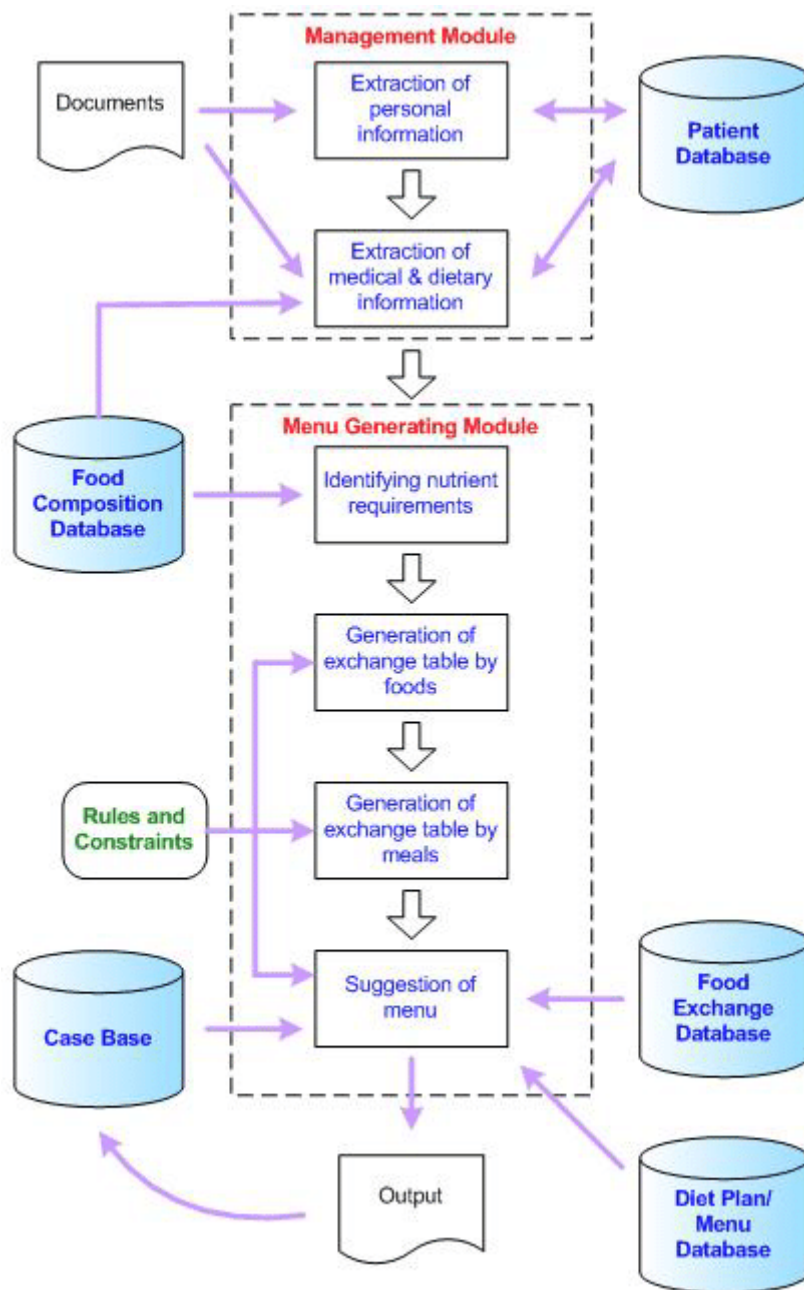 Management Module
Documents
Extraction of
personal
information
Patient
Database
Extraction of
medical & dietary
information
Menu Generating Module
Food
Composition
Database
Identifying nutrient
requirements
Generation of
exchange table by
foods
Rules and
Constraints
Generation of
exchange table by
meals
Case Base
Suggestion of
menu
Food
Exchange
Database
Output
Diet Plan/
Menu
Database